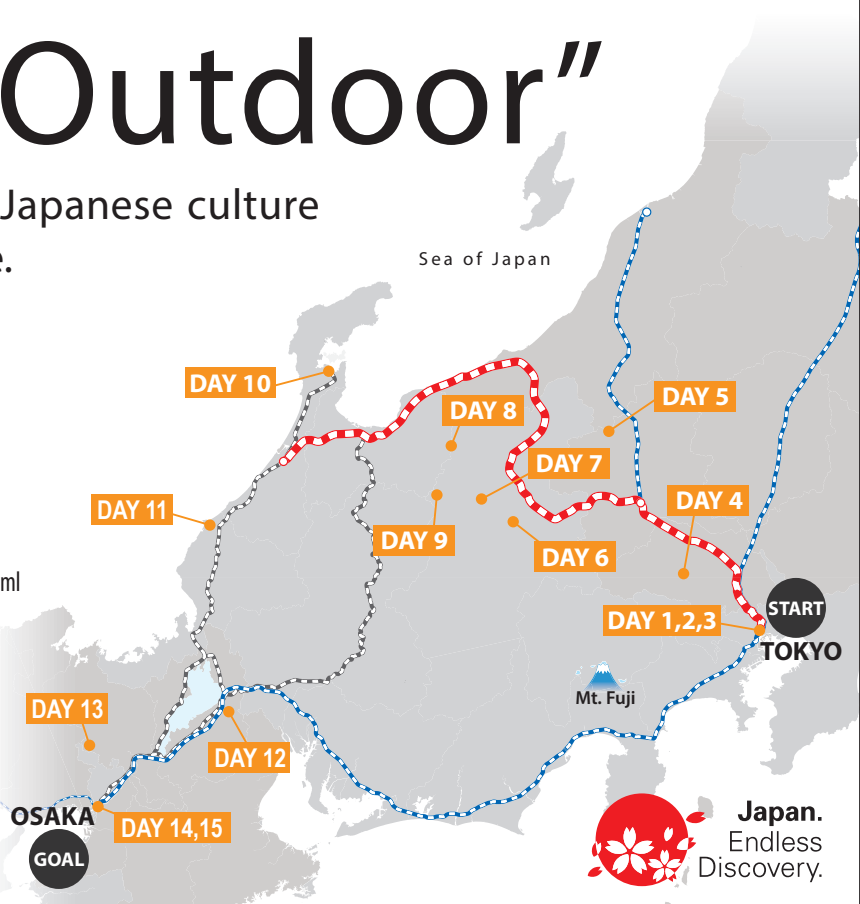 Outdoor”
Japanese culture
e.
Sea of Japan
DAY 10
DAY 8
DAY 5
DAY 7
DAY 4
DAY 11
DAY 9
DAY 6
ml
START
DAY 1,2,3
TOKYO
Mt. Fuji
DAY 13
DAY 12
OSAKA
DAY 14,15
GOAL
Japan.
Endless
Discovery.